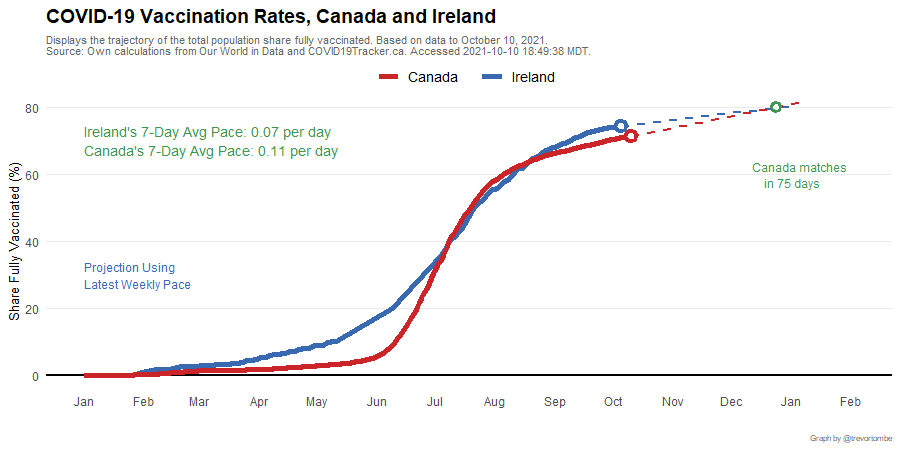 COVID-19 Vaccination Rates, Canada and Ireland
Displays the trajectory of the total population share fully vaccinated. Based on data to October 10, 2021.
Source: Own calculations from Our World in Data and COVID19Tracker.ca. Accessed 2021-10-10 18:49:38 MDT.
Canada Ireland
Share Fully Vaccinated (%)
80
60
40
20
0
Ireland's 7-Day Avg Pace: 0.07 per day
Canada's 7-Day Avg Pace: 0.11 per day
Canada matches
in 75 days
Projection Using
Latest Weekly Pace
Jan Feb Mar Apr May Jun Jul Aug Sep Oct Nov Dec Jan Feb
Graph by @trevortombe